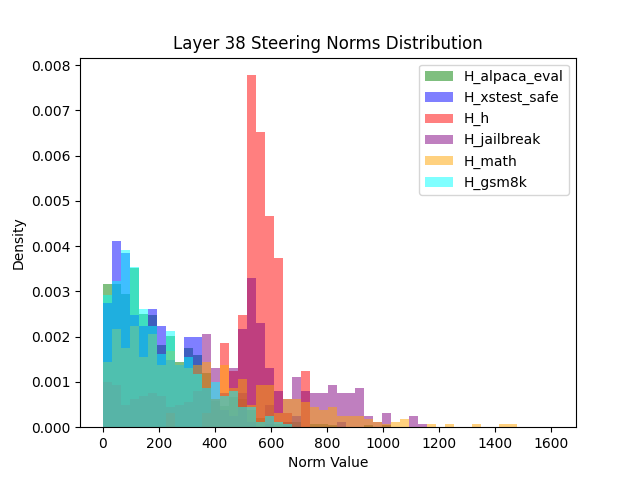 Layer 38 Steering Norms Distribution
H_alpaca_eval
H_xstest_safe
H_h
H_jailbreak
H_math
H_gsm8k
Density
0.008
0.007
0.006
0.005
0.004
0.003
0.002
0.001
0.000
0 200 400 600 800 1000 1200 1400 1600
Norm Value